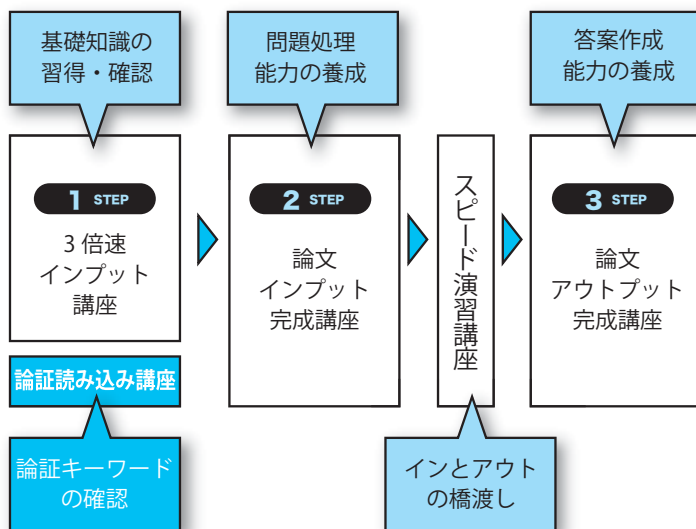 基礎知識の
習得・確認
問題処理
能力の養成
答案作成
能力の養成
1 STEP
3倍速
インプット
講座
2 STEP
論文
インプット
完成講座
スピード演習講座
3 STEP
論文
アウトプット
完成講座
論証読み込み講座
論証キーワード
の確認
インとアウト
の橋渡し